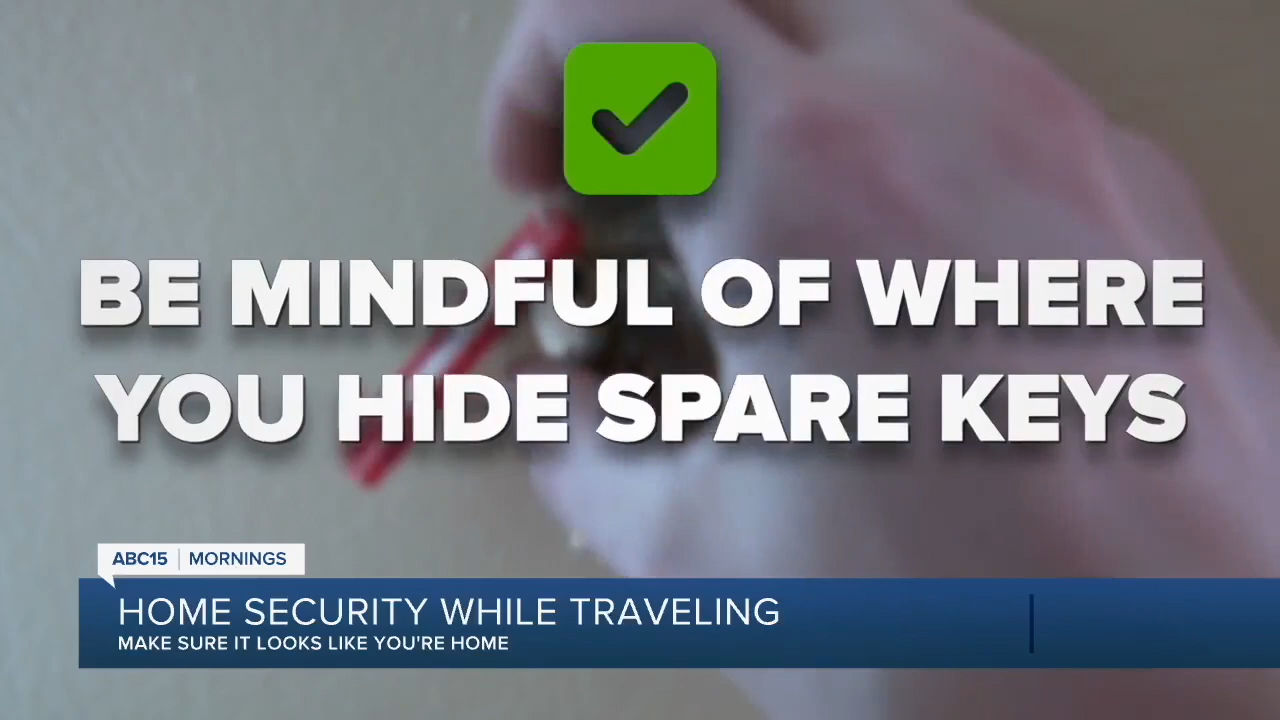 BE MINDFUL OF WHERE
YOU HIDE SPARE KEYS
ABC15 | MORNINGS
HOME SECURITY WHILE TRAVELING
MAKE SURE IT LOOKS LIKE YOU'RE HOME